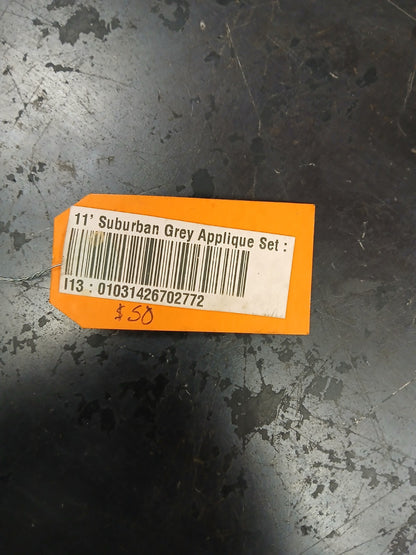 11' Suburban Grey Applique Set :
I13 : 01031426702772
$50